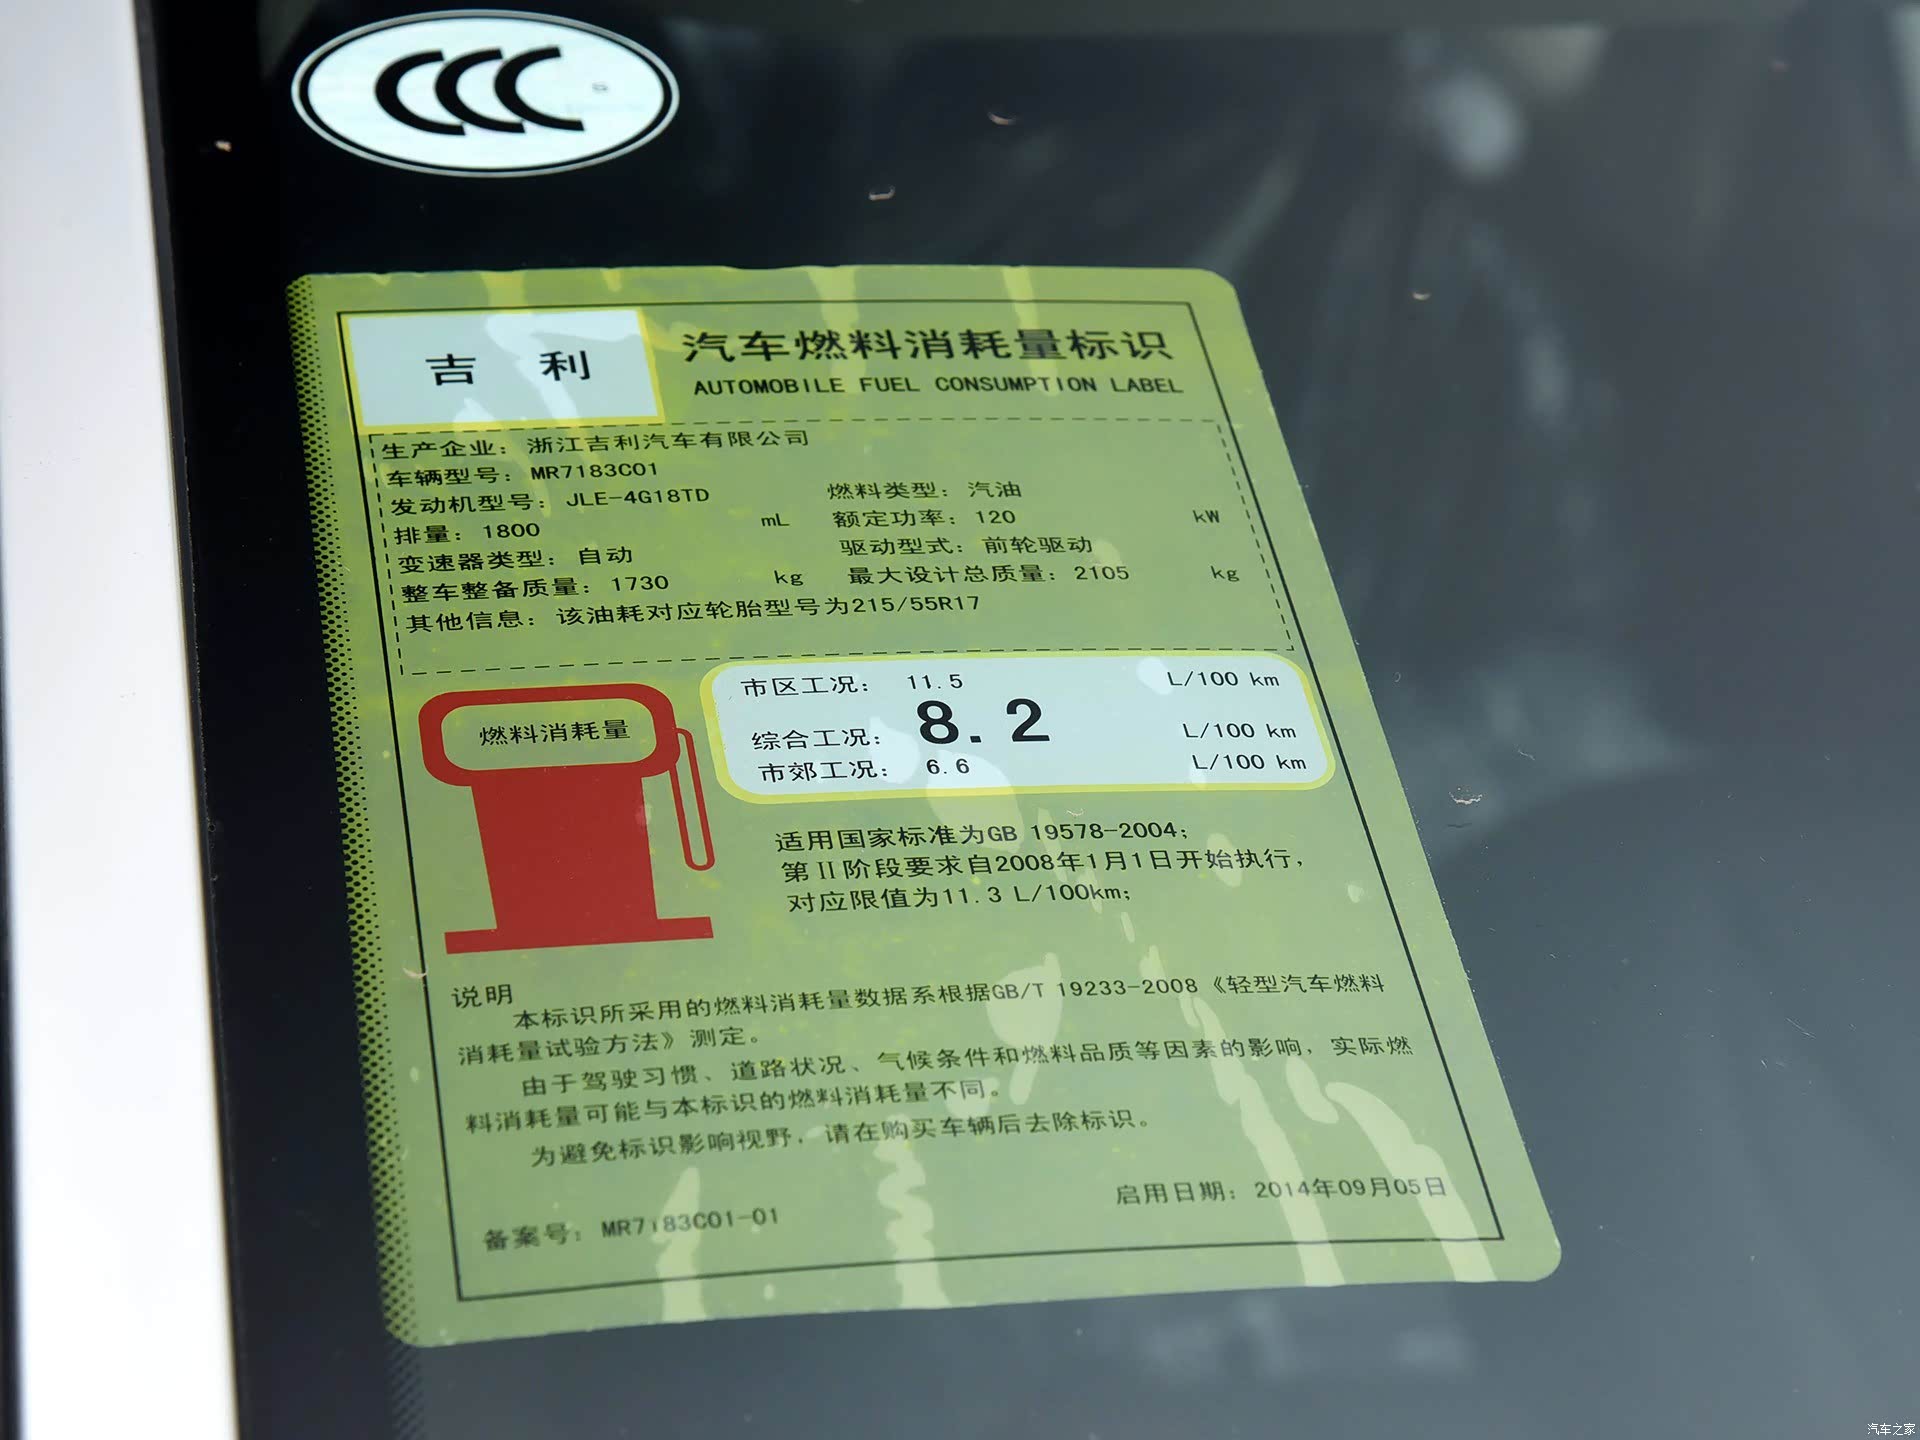 CCC
吉 利
汽车燃料消耗量标识
AUTOMOBILE FUEL CONSUMPTION LABEL
生产企业：浙江吉利汽车有限公司
车辆型号：MR7183C01
发动机型号：JLE-4G18TD 燃料类型：汽油
排量：1800 mL 额定功率：120 kW
变速器类型：自动 驱动型式：前轮驱动
整车整备质量：1730 kg 最大设计总质量：2105 kg
其他信息：该油耗对应轮胎型号为215/55R17
燃料消耗量
市区工况： 11.5 L/100 km
综合工况： 8.2 L/100 km
市郊工况： 6.6 L/100 km
适用国家标准为GB 19578-2004；
第Ⅱ阶段要求自2008年1月1日开始执行，
对应限值为11.3 L/100km；
说明
本标识所采用的燃料消耗量数据系根据GB/T 19233-2008《轻型汽车燃料
消耗量试验方法》测定。
由于驾驶习惯、道路状况、气候条件和燃料品质等因素的影响，实际燃
料消耗量可能与本标识的燃料消耗量不同。
为避免标识影响视野，请在购买车辆后去除标识。
备案号：MR7183C01-01 启用日期：2014年09月05日
汽车之家